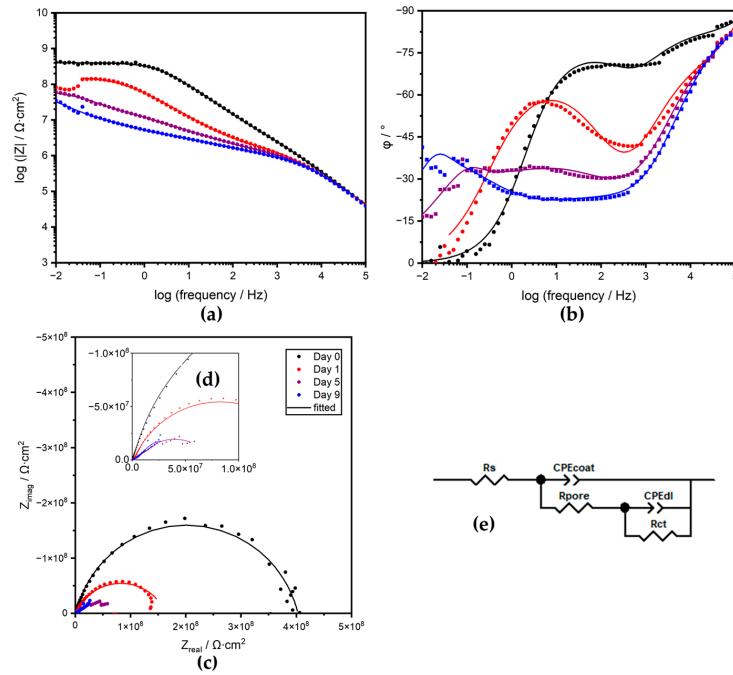 10
9
8
7
6
5
4
3
log (|Z| / Ω·cm²)
-2
-1
0
1
2
3
4
5
log (frequency / Hz)
(a)
-90
-75
-60
-45
-30
-15
0
φ / °
-2
-1
0
1
2
3
4
5
log (frequency / Hz)
(b)
-5×10⁸
-4×10⁸
-3×10⁸
-2×10⁸
-1×10⁸
0
Z_imag / Ω·cm²
-1.0×10⁸
-5.0×10⁷
0.0
0.0
5.0×10⁷
1.0×10⁸
(d)
Day 0
Day 1
Day 5
Day 9
fitted
0
1×10⁸
2×10⁸
3×10⁸
4×10⁸
5×10⁸
Z_real / Ω·cm²
(c)
Rs
CPEcoat
Rpore
CPEdl
Rct
(e)